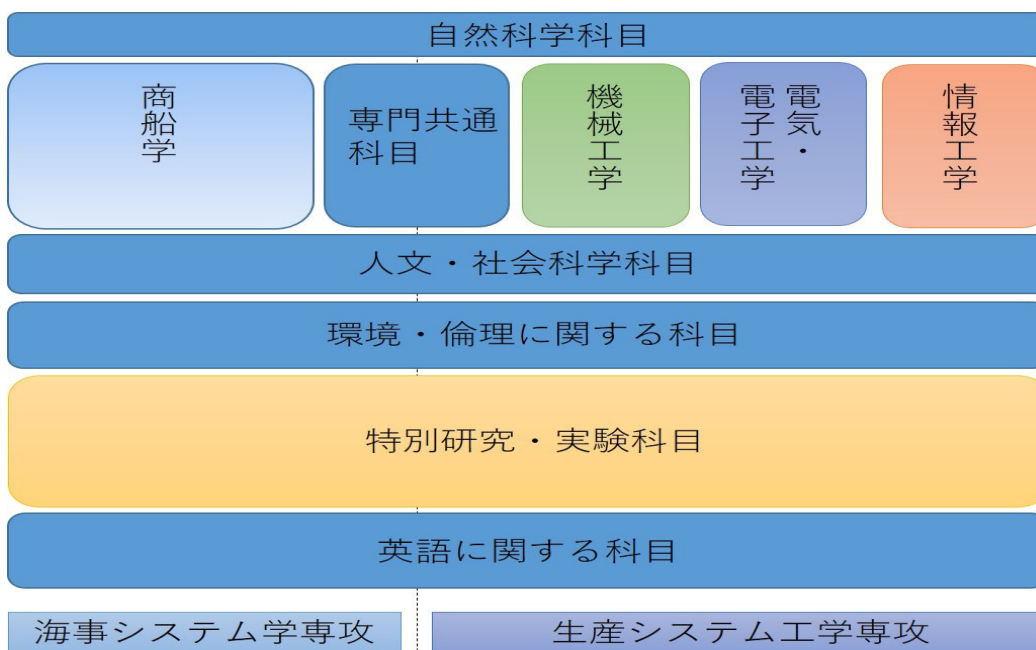 自然科学科目
商船学
専門共通
科目
機械工学
電気・
電子工学
情報工学
人文・社会科学科目
環境・倫理に関する科目
特別研究・実験科目
英語に関する科目
海事システム学専攻
生産システム工学専攻